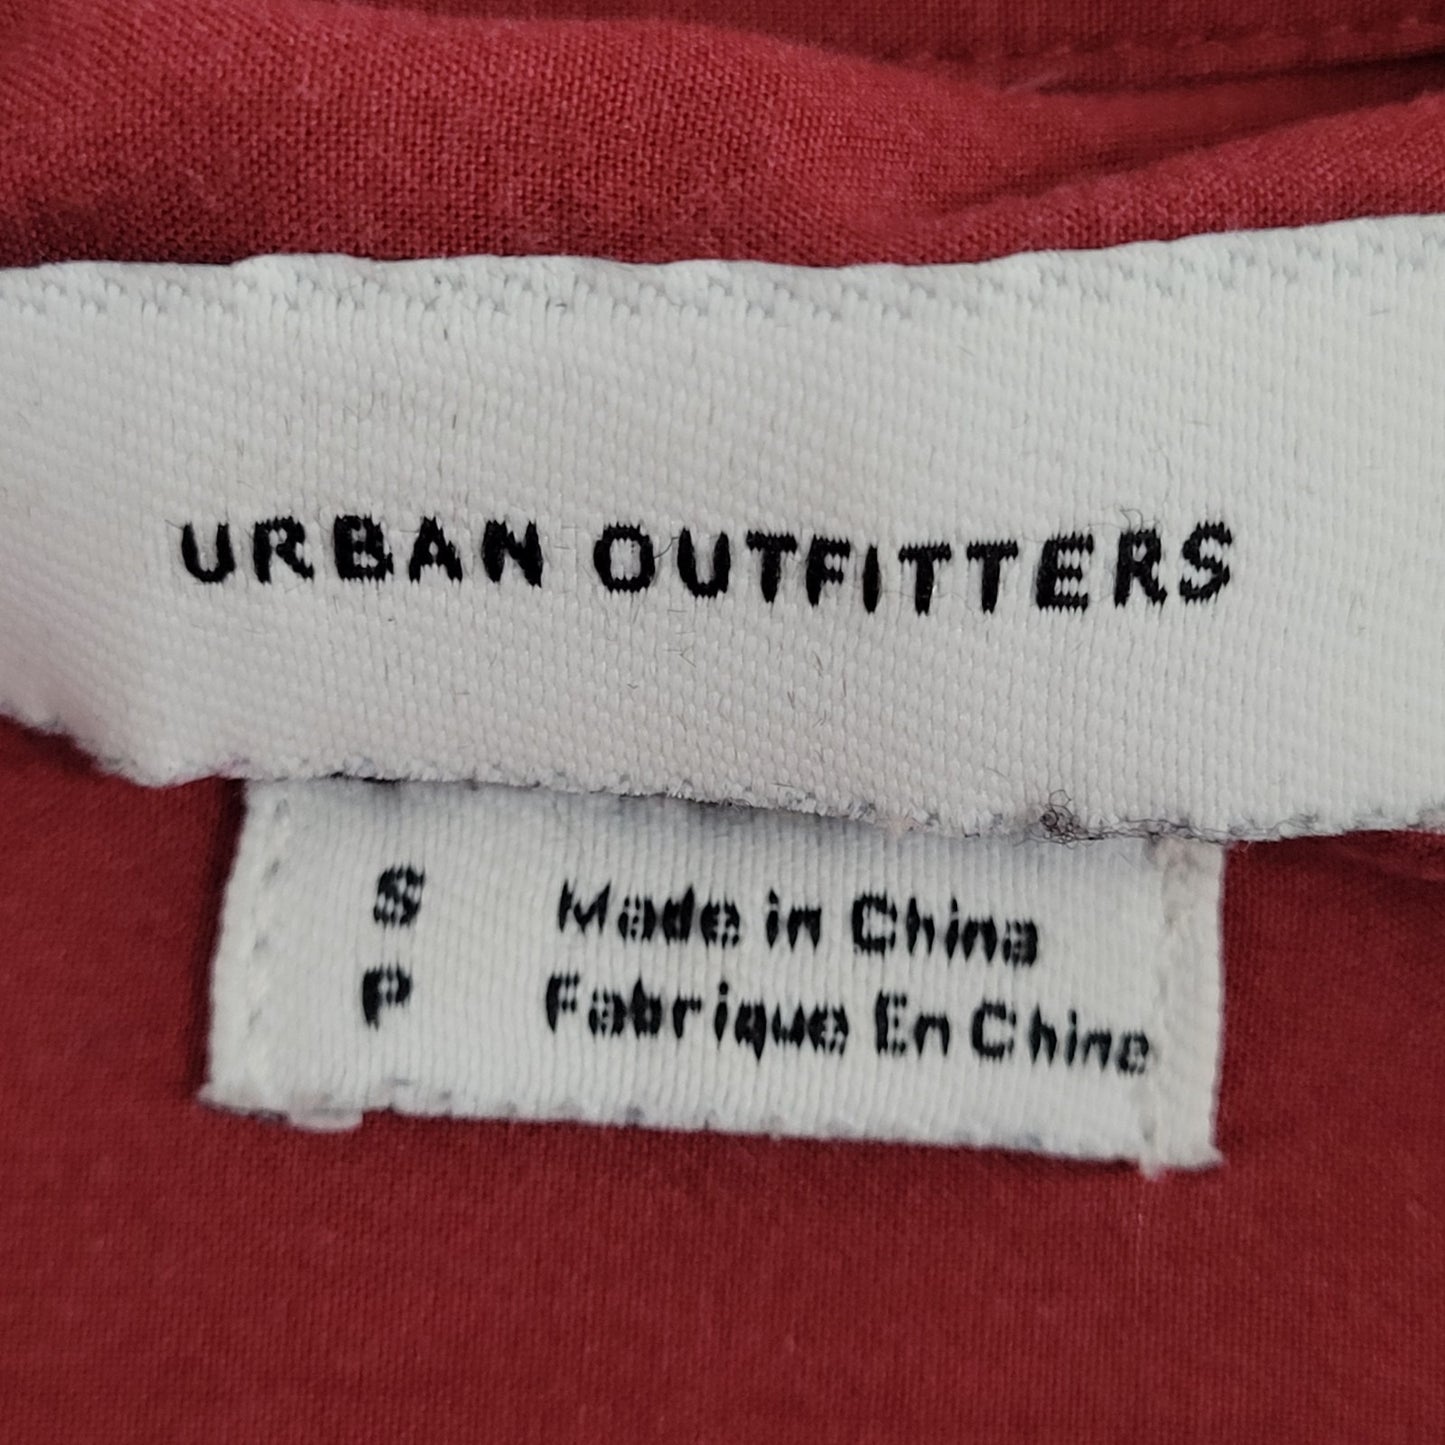 URBAN OUTFITTERS
S Made in China
P Fabrique En Chine